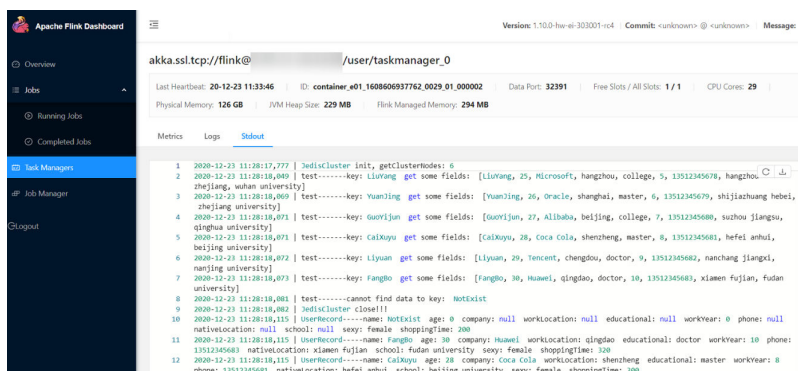 Apache Flink Dashboard
Version: 1.10.0-hw-ei-303001-rc4 Commit: <unknown> @ <unknown> Message:
Overview
Jobs
Running Jobs
Completed Jobs
Task Managers
Job Manager
Logout
akka.ssl.tcp://flink@ /user/taskmanager_0
Last Heartbeat: 20-12-23 11:33:46 ID: container_e01_1608606937762_0029_01_000002 Data Port: 32391 Free Slots / All Slots: 1 / 1 CPU Cores: 29
Physical Memory: 126 GB JVM Heap Size: 229 MB Flink Managed Memory: 294 MB
Metrics Logs Stdout
1 2020-12-23 11:28:17,777 | JedisCluster init, getClusterNodes: 6
2 2020-12-23 11:28:18,049 | test-------key: LiuYang get some fields: [LiuYang, 25, Microsoft, hangzhou, college, 5, 13512345678, hangzhou
zhejiang, wuhan university]
3 2020-12-23 11:28:18,069 | test-------key: YuanJing get some fields: [YuanJing, 26, Oracle, shanghai, master, 6, 13512345679, shijiazhuang hebei,
zhejiang university]
4 2020-12-23 11:28:18,071 | test-------key: GuoYijun get some fields: [GuoYijun, 27, Alibaba, beijing, college, 7, 13512345680, suzhou jiangsu,
qinghua university]
5 2020-12-23 11:28:18,071 | test-------key: CaiXuyu get some fields: [CaiXuyu, 28, Coca Cola, shenzheng, master, 8, 13512345681, hefei anhui,
beijing university]
6 2020-12-23 11:28:18,072 | test-------key: Liyuan get some fields: [Liyuan, 29, Tencent, chengdou, doctor, 9, 13512345682, nanchang jiangxi,
nanjing university]
7 2020-12-23 11:28:18,073 | test-------key: FangBo get some fields: [FangBo, 30, Huawei, qingdao, doctor, 10, 13512345683, xiamen fujian, fudan
university]
8 2020-12-23 11:28:18,081 | test------cannot find data to key: NotExist
9 2020-12-23 11:28:18,082 | JedisCluster close!!!
10 2020-12-23 11:28:18,115 | UserRecord-----name: NotExist age: 0 company: null workLocation: null educational: null workYear: 0 phone: null
nativeLocation: null school: null sexy: female shoppingTime: 200
11 2020-12-23 11:28:18,115 | UserRecord-----name: FangBo age: 30 company: Huawei workLocation: qingdao educational: doctor workYear: 10 phone:
13512345683 nativeLocation: xiamen fujian school: fudan university sexy: female shoppingTime: 320
12 2020-12-23 11:28:18,115 | UserRecord-----name: CaiXuyu age: 28 company: Coca Cola workLocation: shenzheng educational: master workYear: 8
phone: 13512345681 nativeLocation: hefei anhui school: beijing university sexy: female shoppingTime: 300